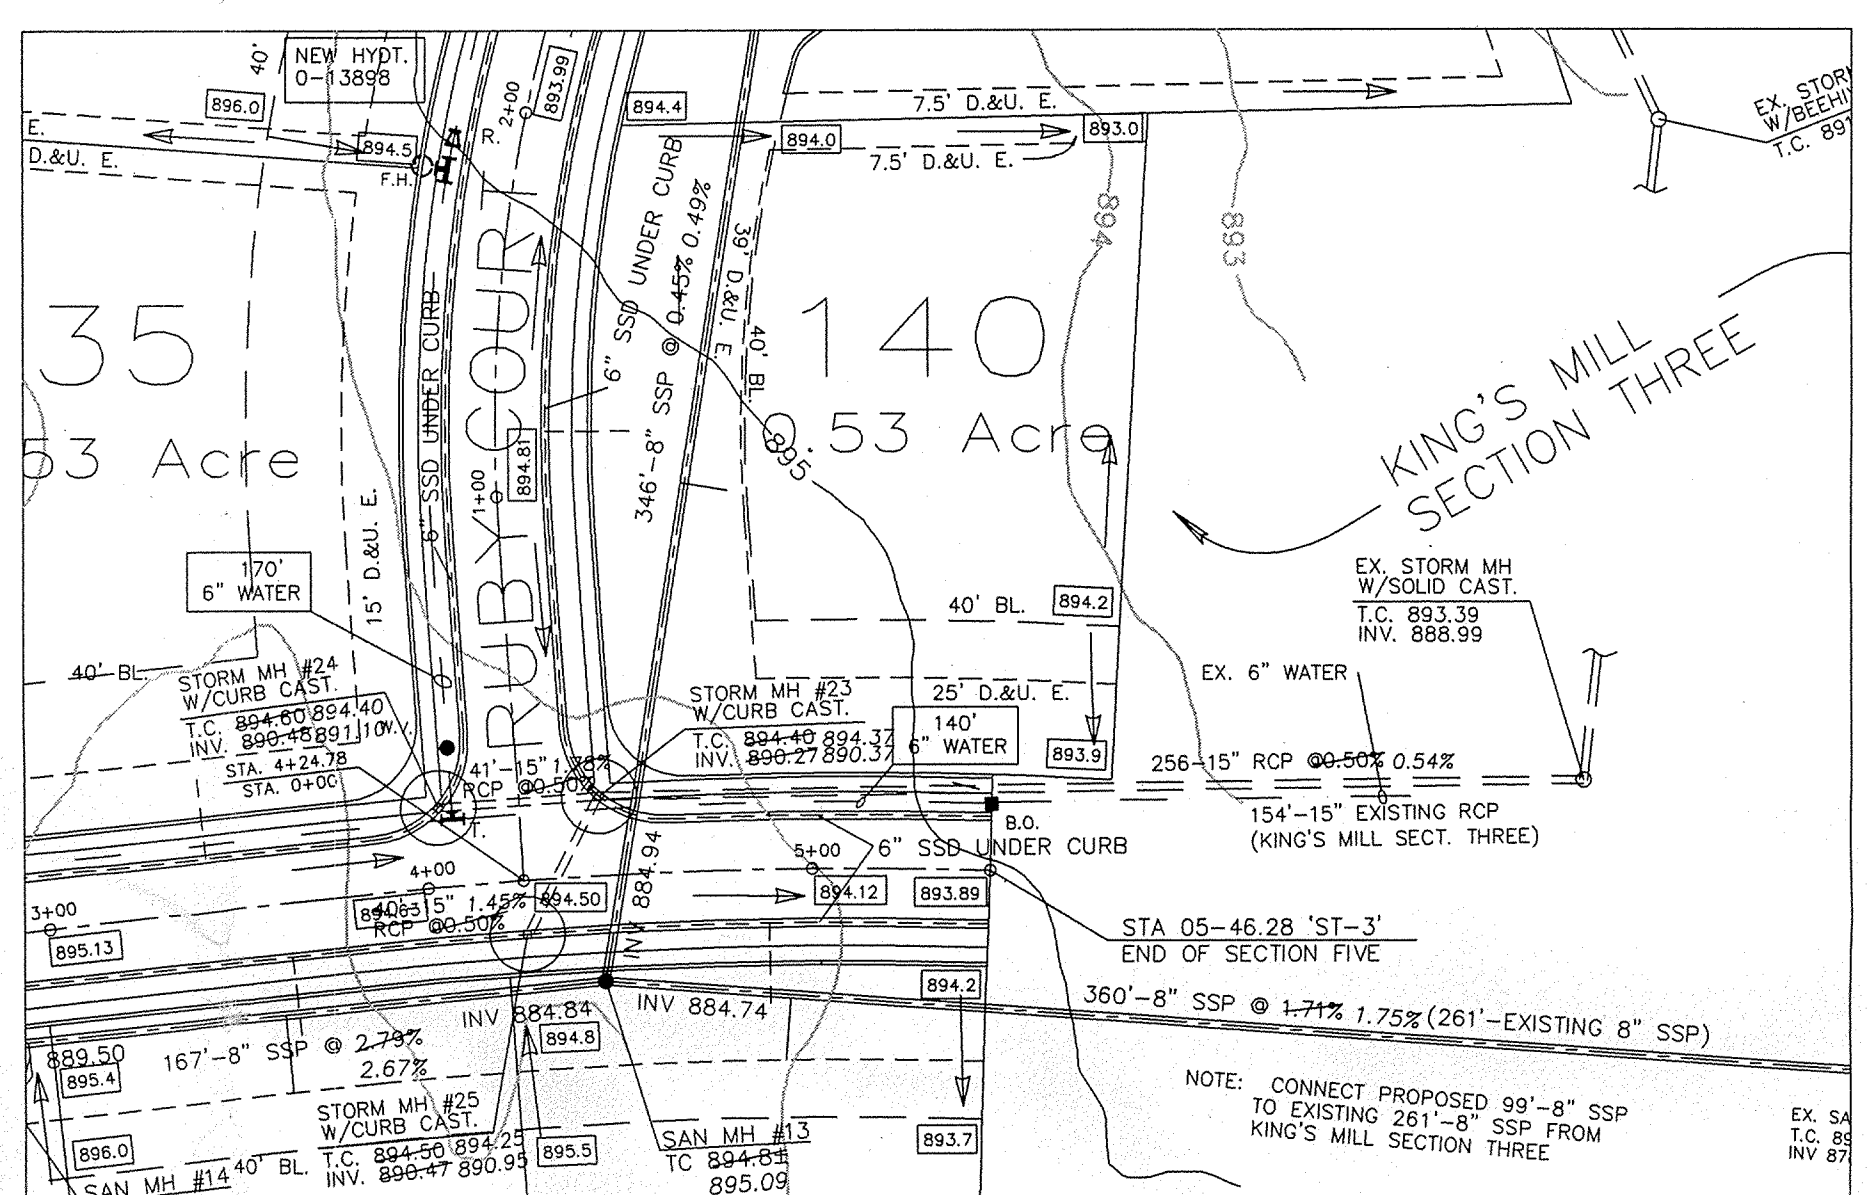 NEW HYDT.
0-13898
40'
896.0
894.5
F.H.
R.
2+00
893.99
894.4
894.0
893.0
7.5' D.&U. E.
7.5' D.&U. E.
E.
D.&U. E.
EX. STOR
W/BEEHI
T.C. 89
894
893
35
53 Acre
140
0.53 Acre
895
RUBY COURT
6" SSD UNDER CURB
6" SSD UNDER CURB
346'-8" SSP @ 0.45% 0.49%
39' D.&U. E.
40' BL.
1+00
894.81
15' D.&U. E.
KING'S MILL
SECTION THREE
170'
6" WATER
40' BL.
40' BL.
894.2
25' D.&U. E.
893.9
EX. STORM MH
W/SOLID CAST.
T.C. 893.39
INV. 888.99
EX. 6" WATER
STORM MH #24
W/CURB CAST.
T.C. 894.60 894.40
INV. 890.48 891.10
W.V.
STA. 4+24.78
STA. 0+00
STORM MH #23
W/CURB CAST.
T.C. 894.40 894.37
INV. 890.27 890.37
140'
6" WATER
41'-15" 1.78%
RCP @0.50%
T.
256-15" RCP @0.50% 0.54%
154'-15" EXISTING RCP
(KING'S MILL SECT. THREE)
B.O.
6" SSD UNDER CURB
3+00
895.13
4+00
894.63
40'-15" 1.45%
RCP @0.50%
894.50
INV 884.94
5+00
894.12
893.89
STA 05-46.28 'ST-3'
END OF SECTION FIVE
894.2
360'-8" SSP @ 1.71% 1.75% (261'-EXISTING 8" SSP)
INV 884.84
INV 884.74
894.8
889.50
895.4
167'-8" SSP @ 2.79%
2.67%
NOTE: CONNECT PROPOSED 99'-8" SSP
TO EXISTING 261'-8" SSP FROM
KING'S MILL SECTION THREE
STORM MH #25
W/CURB CAST.
T.C. 894.50 894.25
INV. 890.47 890.95
895.5
893.7
SAN MH #13
TC 894.81
895.09
896.0
SAN MH #14
40' BL.
EX. SA
T.C. 89
INV 87